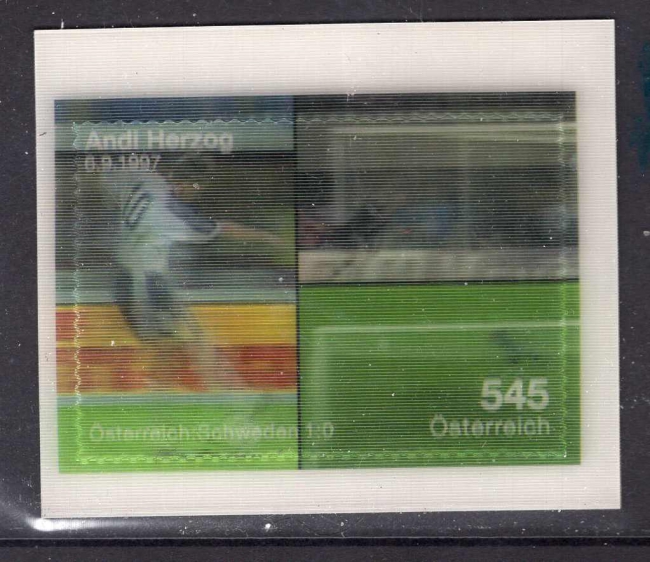 Andi Herzog
6.9.1997
Österreich:Schweden 1:0
545
Österreich